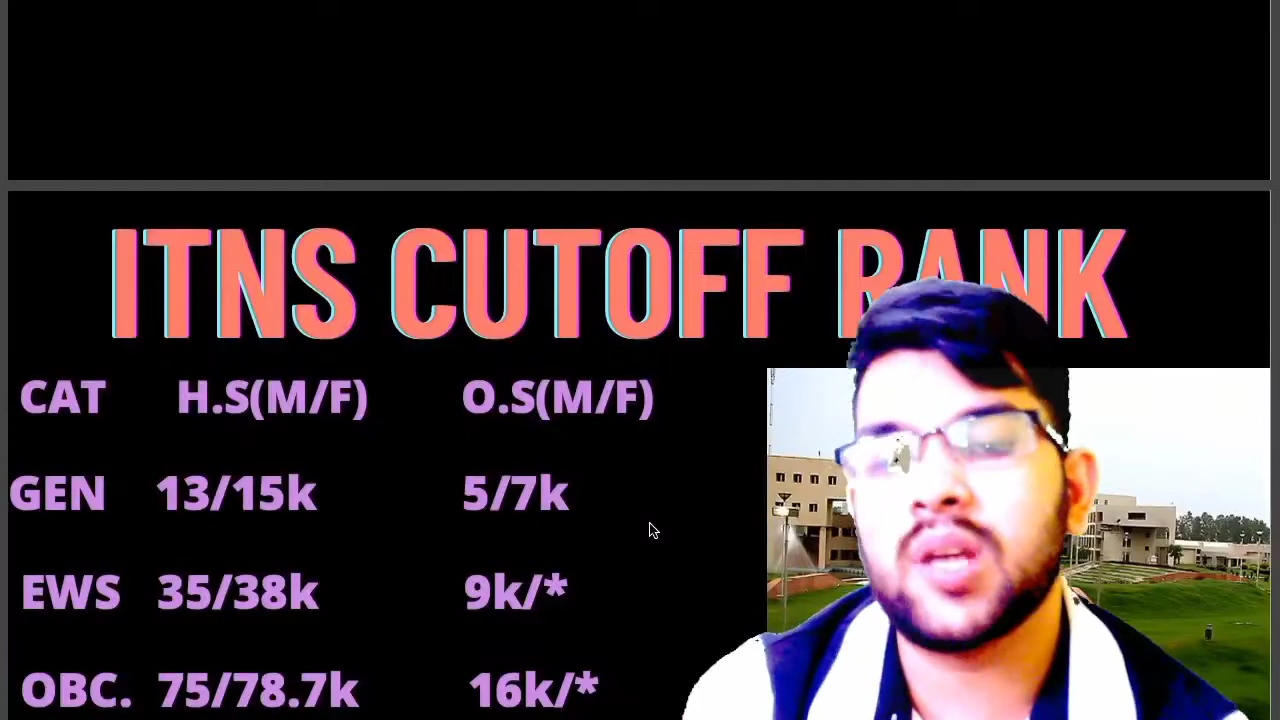 ITNS CUTOFF RANK
CAT H.S(M/F) O.S(M/F)
GEN 13/15k 5/7k
EWS 35/38k 9k/*
OBC. 75/78.7k 16k/*